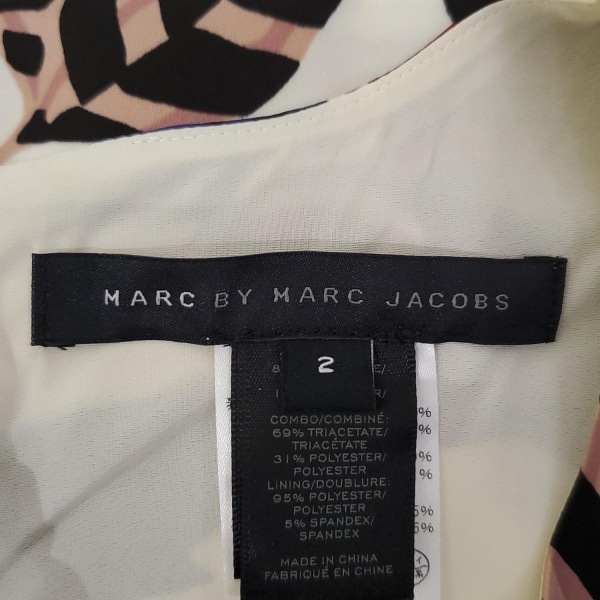 MARC BY MARC JACOBS
2
COMBO/COMBINÉ:
69% TRIACETATE/
TRIACÉTATE
31% POLYESTER/
POLYESTER
LINING/DOUBLURE:
95% POLYESTER/
POLYESTER
5% SPANDEX/
SPANDEX
MADE IN CHINA
FABRIQUÉ EN CHINE